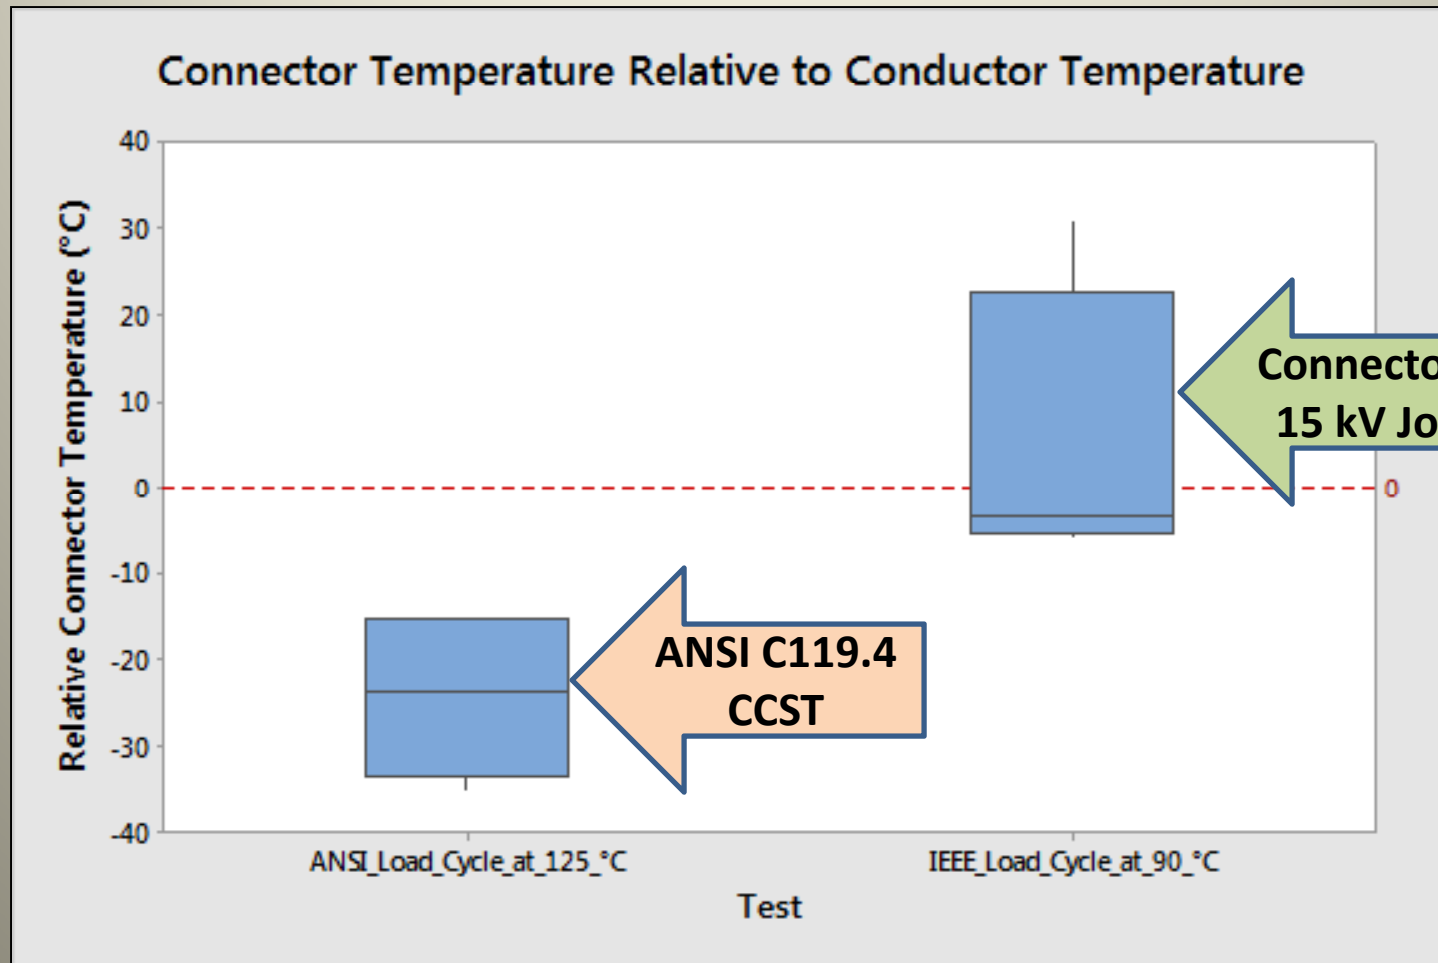 Connector Temperature Relative to Conductor Temperature
Relative Connector Temperature (°C)
40
30
20
10
0
-10
-20
-30
-40
0
Connecto
15 kV Jo
ANSI C119.4
CCST
ANSI_Load_Cycle_at_125_°C
IEEE_Load_Cycle_at_90_°C
Test